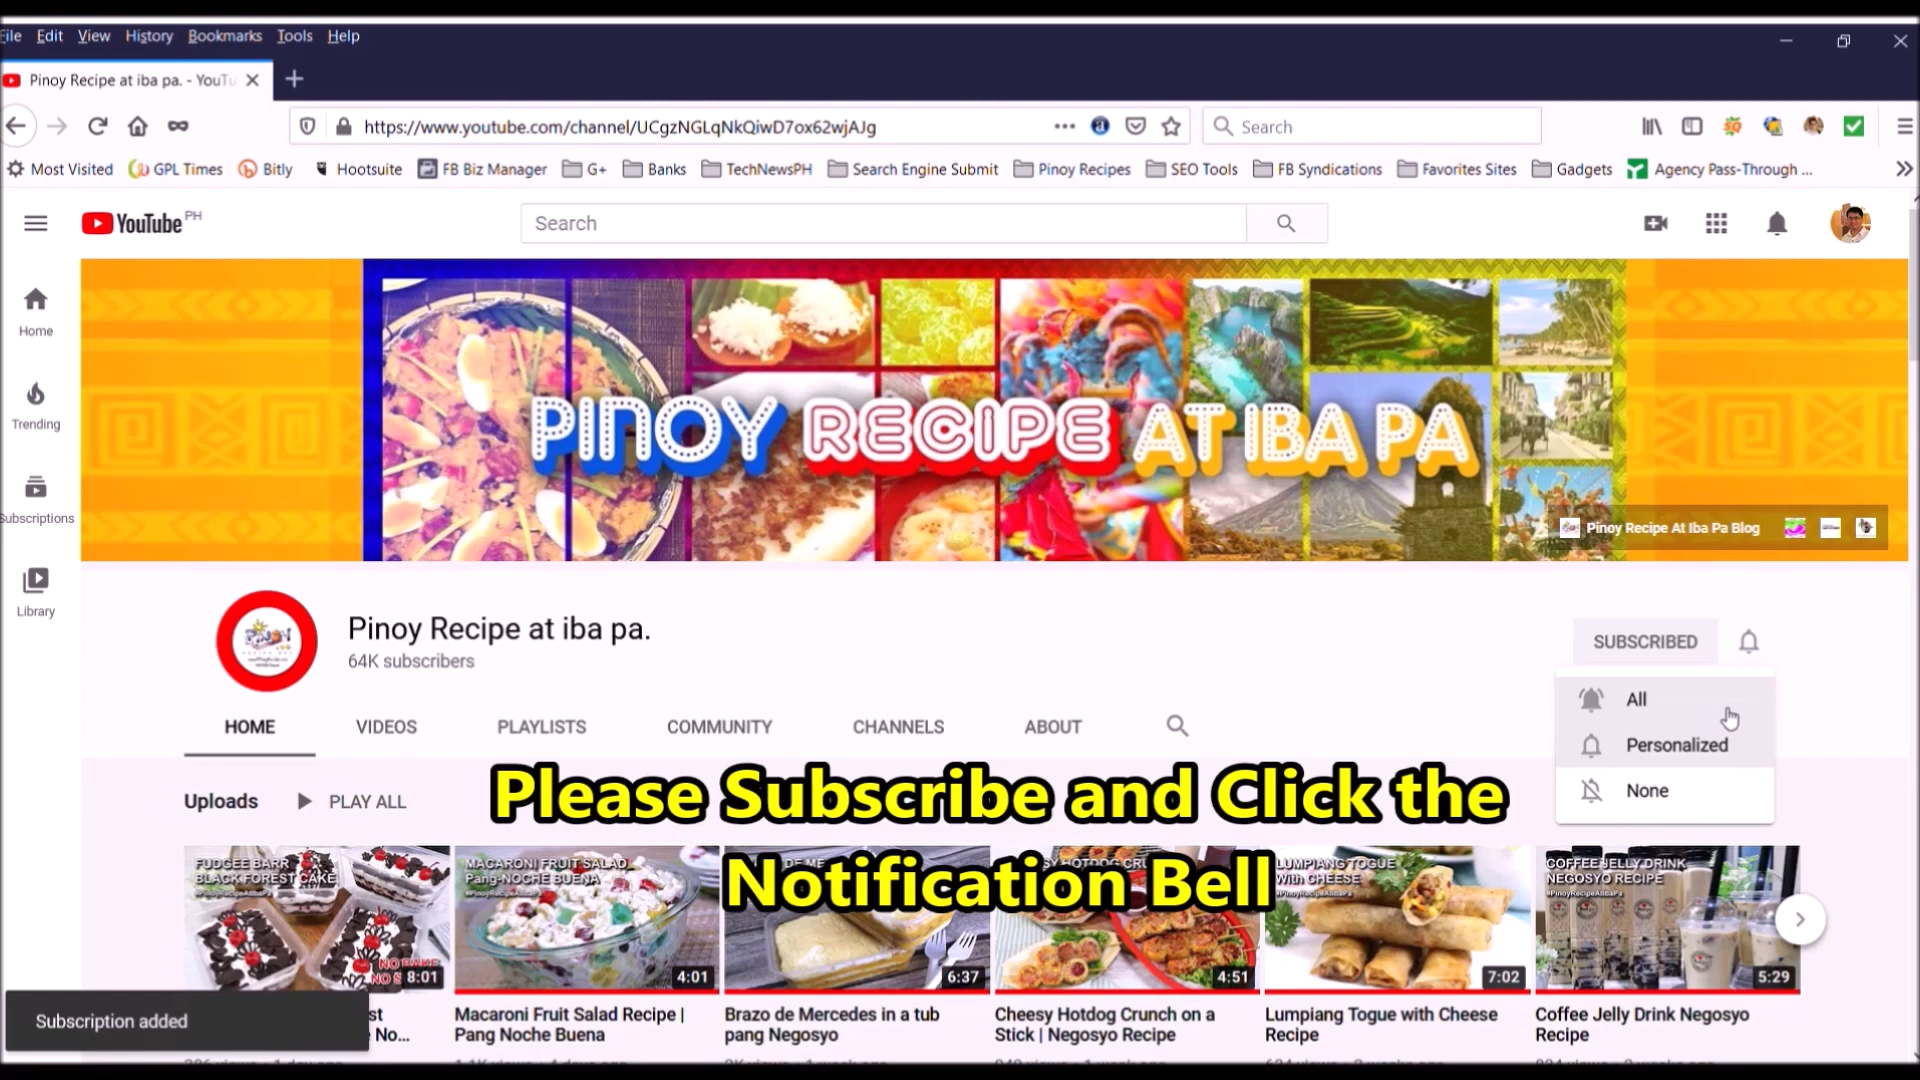 File Edit View History Bookmarks Tools Help
Pinoy Recipe at iba pa. - YouTu
https://www.youtube.com/channel/UCgzNGLqNkQiwD7ox62wjAJg
Search
Most Visited GPL Times Bitly Hootsuite FB Biz Manager G+ Banks TechNewsPH Search Engine Submit Pinoy Recipes SEO Tools FB Syndications Favorites Sites Gadgets Agency Pass-Through ...
YouTube PH
Search
Home
Trending
Subscriptions
Library
PINOY RECIPE AT IBA PA
Pinoy Recipe At Iba Pa Blog
Pinoy Recipe at iba pa.
64K subscribers
SUBSCRIBED
All
Personalized
None
HOME VIDEOS PLAYLISTS COMMUNITY CHANNELS ABOUT
Uploads PLAY ALL
Please Subscribe and Click the
Notification Bell
FUDGEE BARR
BLACK FOREST CAKE
#PinoyRecipeAtIbaPa
NO BAKE
8:01
MACARONI FRUIT SALAD
Pang-NOCHE BUENA
#PinoyRecipeAtIbaPa
4:01
6:37
4:51
LUMPIANG TOGUE
With CHEESE
#PinoyRecipeAtIbaPa
7:02
COFFEE JELLY DRINK
NEGOSYO RECIPE
#PinoyRecipeAtIbaPa
5:29
Subscription added
st
No...
Macaroni Fruit Salad Recipe |
Pang Noche Buena
Brazo de Mercedes in a tub
pang Negosyo
Cheesy Hotdog Crunch on a
Stick | Negosyo Recipe
Lumpiang Togue with Cheese
Recipe
Coffee Jelly Drink Negosyo
Recipe